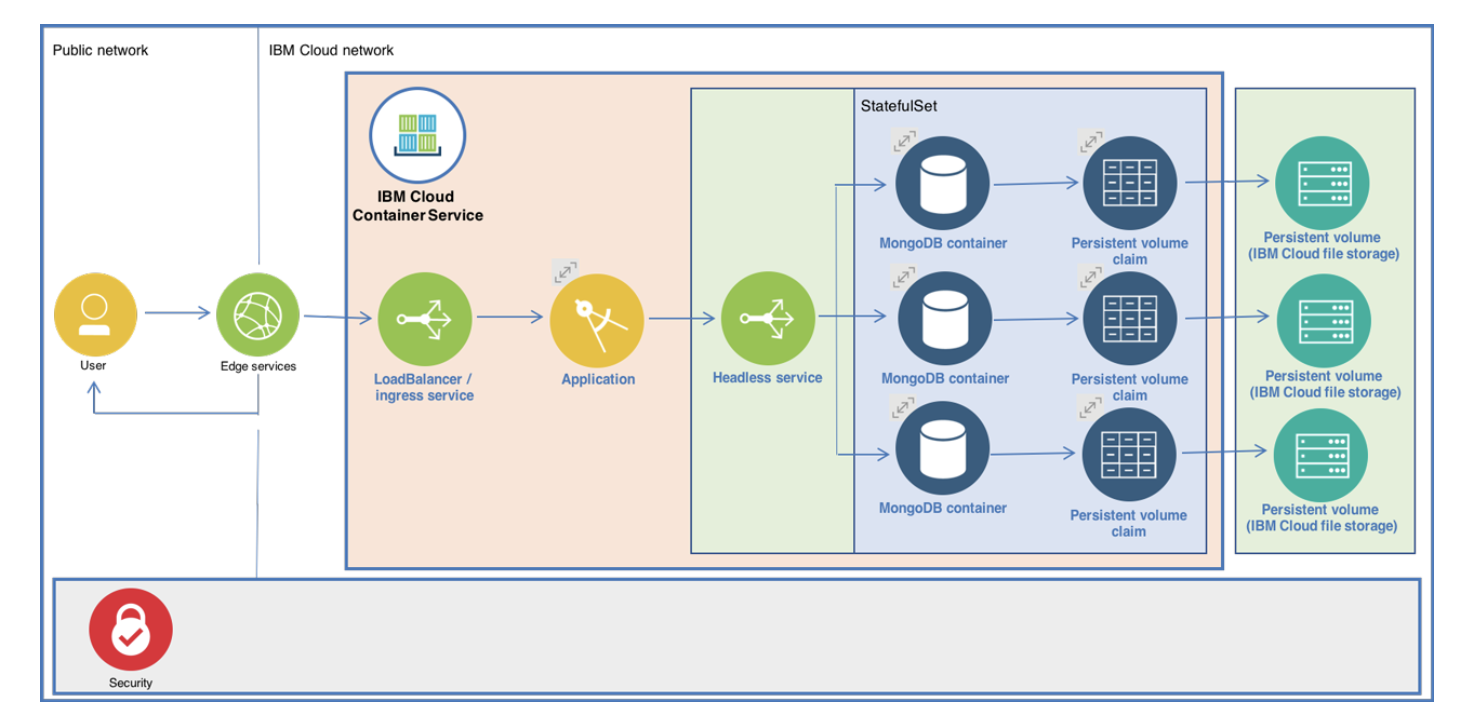 Public network
IBM Cloud network
StatefulSet
IBM Cloud
Container Service
MongoDB container
Persistent volume
claim
Persistent volume
(IBM Cloud file storage)
User
Edge services
LoadBalancer /
ingress service
Application
Headless service
MongoDB container
Persistent volume
claim
Persistent volume
(IBM Cloud file storage)
MongoDB container
Persistent volume
claim
Persistent volume
(IBM Cloud file storage)
Security